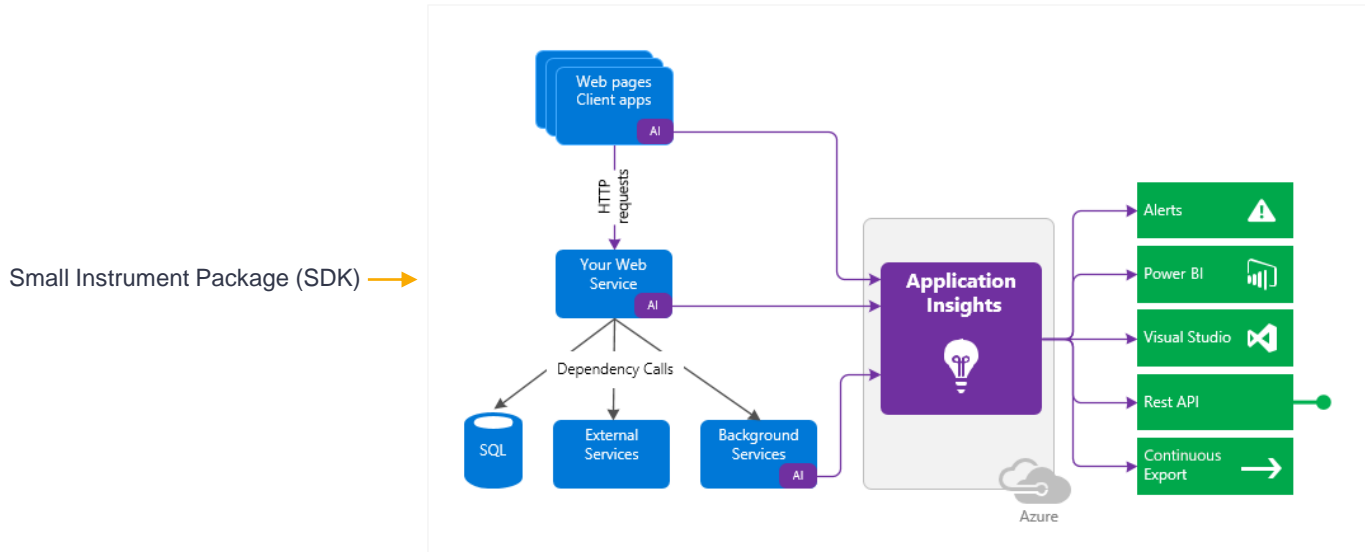 Web pages
Client apps
AI
HTTP
requests
Small Instrument Package (SDK)
Your Web
Service
AI
Dependency Calls
SQL
External
Services
Background
Services
AI
Application
Insights
Azure
Alerts
Power BI
Visual Studio
Rest API
Continuous
Export